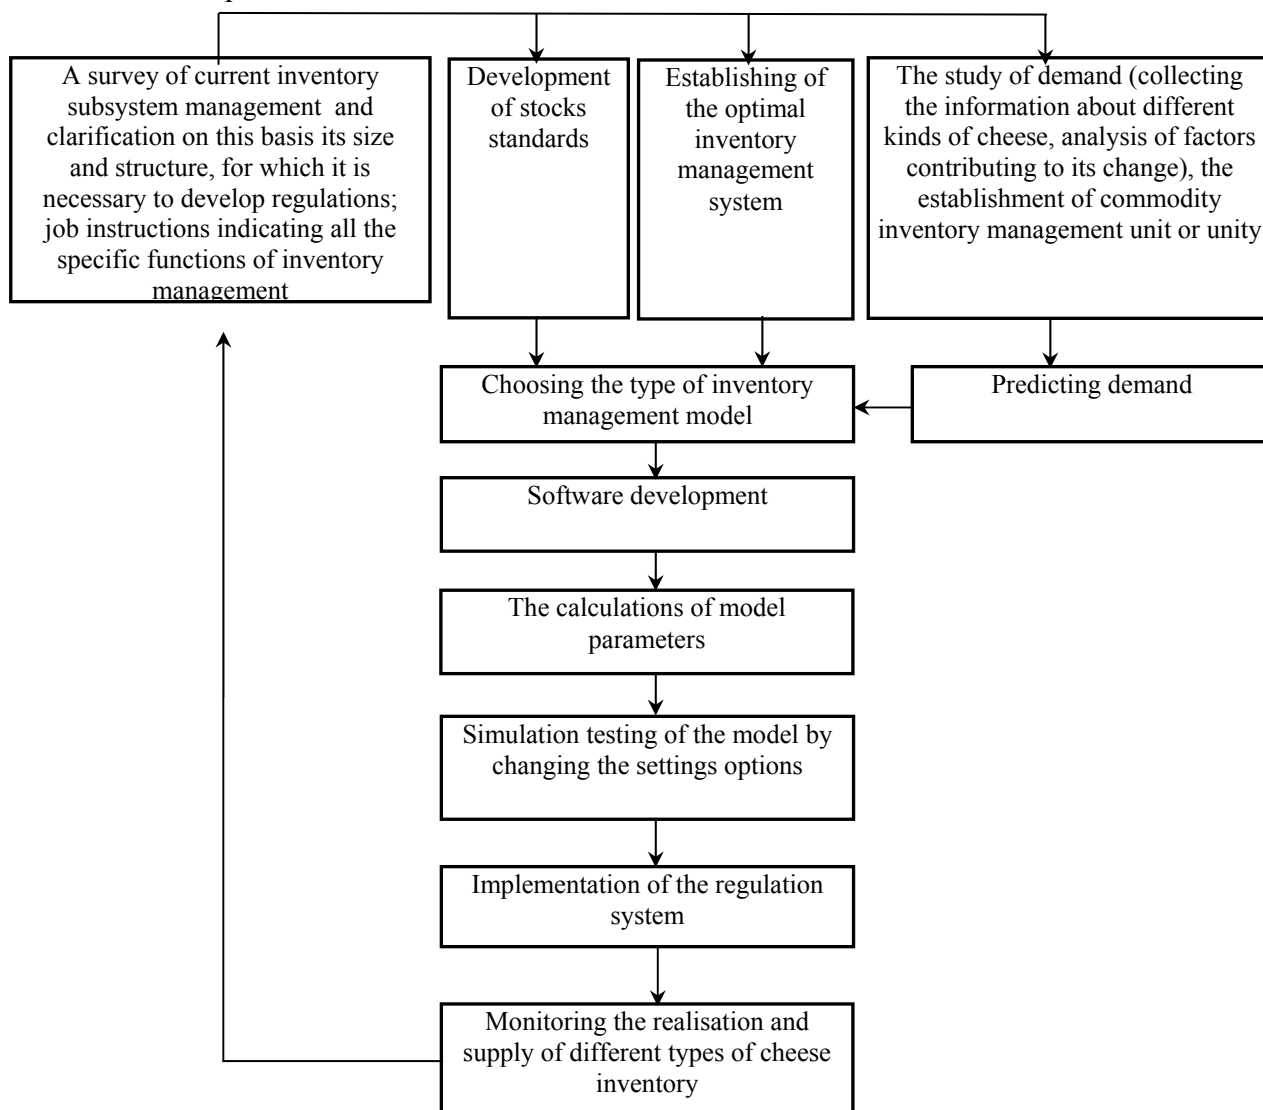 A survey of current inventory
subsystem management and
clarification on this basis its size
and structure, for which it is
necessary to develop regulations;
job instructions indicating all the
specific functions of inventory
management
Development
of stocks
standards
Establishing of
the optimal
inventory
management
system
The study of demand (collecting
the information about different
kinds of cheese, analysis of factors
contributing to its change), the
establishment of commodity
inventory management unit or unity
Choosing the type of inventory
management model
Predicting demand
Software development
The calculations of model
parameters
Simulation testing of the model by
changing the settings options
Implementation of the regulation
system
Monitoring the realisation and
supply of different types of cheese
inventory